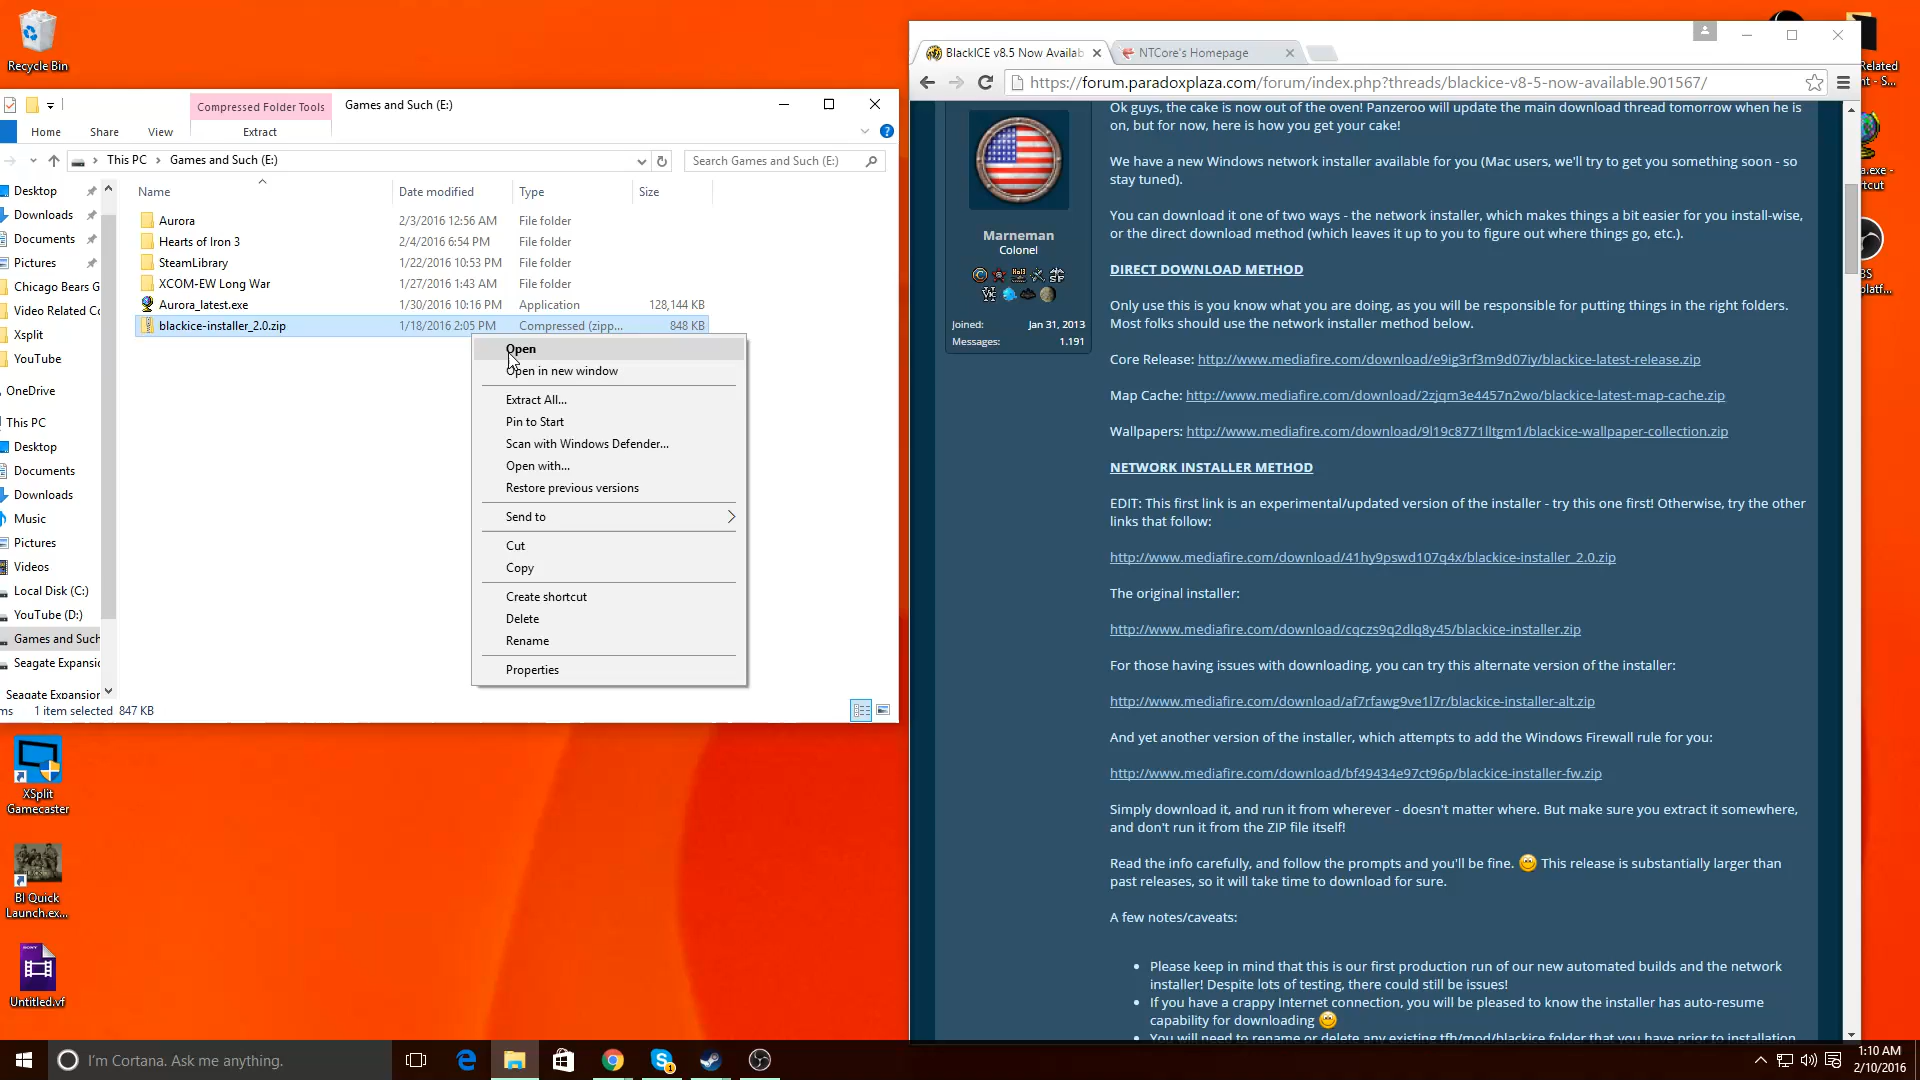 Recycle Bin
Compressed Folder Tools
Games and Such (E:)
Home
Share
View
Extract
This PC
Games and Such (E:)
Search Games and Such (E:)
Desktop
Downloads
Documents
Pictures
Chicago Bears G
Video Related Co
Xsplit
YouTube
OneDrive
This PC
Desktop
Documents
Downloads
Music
Pictures
Videos
Local Disk (C:)
YouTube (D:)
Games and Such
Seagate Expansio
Seagate Expansion
Name Date modified Type Size
Aurora 2/3/2016 12:56 AM File folder
Hearts of Iron 3 2/4/2016 6:54 PM File folder
SteamLibrary 1/22/2016 10:53 PM File folder
XCOM-EW Long War 1/27/2016 1:43 AM File folder
Aurora_latest.exe 1/30/2016 10:16 PM Application 128,144 KB
blackice-installer_2.0.zip 1/18/2016 2:05 PM Compressed (zipp... 848 KB
Open
Open in new window
Extract All...
Pin to Start
Scan with Windows Defender...
Open with...
Restore previous versions
Send to
Cut
Copy
Create shortcut
Delete
Rename
Properties
ms 1 item selected 847 KB
XSplit
Gamecaster
BI Quick
Launch.ex...
Untitled.vf
BlackICE v8.5 Now Availab
NTCore's Homepage
https://forum.paradoxplaza.com/forum/index.php?threads/blackice-v8-5-now-available.901567/
Marneman
Colonel
Joined: Jan 31, 2013
Messages: 1.191
Ok guys, the cake is now out of the oven! Panzeroo will update the main download thread tomorrow when he is
on, but for now, here is how you get your cake!
We have a new Windows network installer available for you (Mac users, we'll try to get you something soon - so
stay tuned).
You can download it one of two ways - the network installer, which makes things a bit easier for you install-wise,
or the direct download method (which leaves it up to you to figure out where things go, etc.).
DIRECT DOWNLOAD METHOD
Only use this is you know what you are doing, as you will be responsible for putting things in the right folders.
Most folks should use the network installer method below.
Core Release: http://www.mediafire.com/download/e9ig3rf3m9d07iy/blackice-latest-release.zip
Map Cache: http://www.mediafire.com/download/2zjqm3e4457n2wo/blackice-latest-map-cache.zip
Wallpapers: http://www.mediafire.com/download/9l19c8771lltgm1/blackice-wallpaper-collection.zip
NETWORK INSTALLER METHOD
EDIT: This first link is an experimental/updated version of the installer - try this one first! Otherwise, try the other
links that follow:
http://www.mediafire.com/download/41hy9pswd107q4x/blackice-installer_2.0.zip
The original installer:
http://www.mediafire.com/download/cqczs9q2dlq8y45/blackice-installer.zip
For those having issues with downloading, you can try this alternate version of the installer:
http://www.mediafire.com/download/af7rfawg9ve1l7r/blackice-installer-alt.zip
And yet another version of the installer, which attempts to add the Windows Firewall rule for you:
http://www.mediafire.com/download/bf49434e97ct96p/blackice-installer-fw.zip
Simply download it, and run it from wherever - doesn't matter where. But make sure you extract it somewhere,
and don't run it from the ZIP file itself!
Read the info carefully, and follow the prompts and you'll be fine. This release is substantially larger than
past releases, so it will take time to download for sure.
A few notes/caveats:
Please keep in mind that this is our first production run of our new automated builds and the network
installer! Despite lots of testing, there could still be issues!
If you have a crappy Internet connection, you will be pleased to know the installer has auto-resume
capability for downloading
You will need to rename or delete any existing tfh/mod/blackice folder that you have prior to installation
Related
nt - S...
a.exe -
tcut
BS
platf...
I'm Cortana. Ask me anything.
1:10 AM
2/10/2016